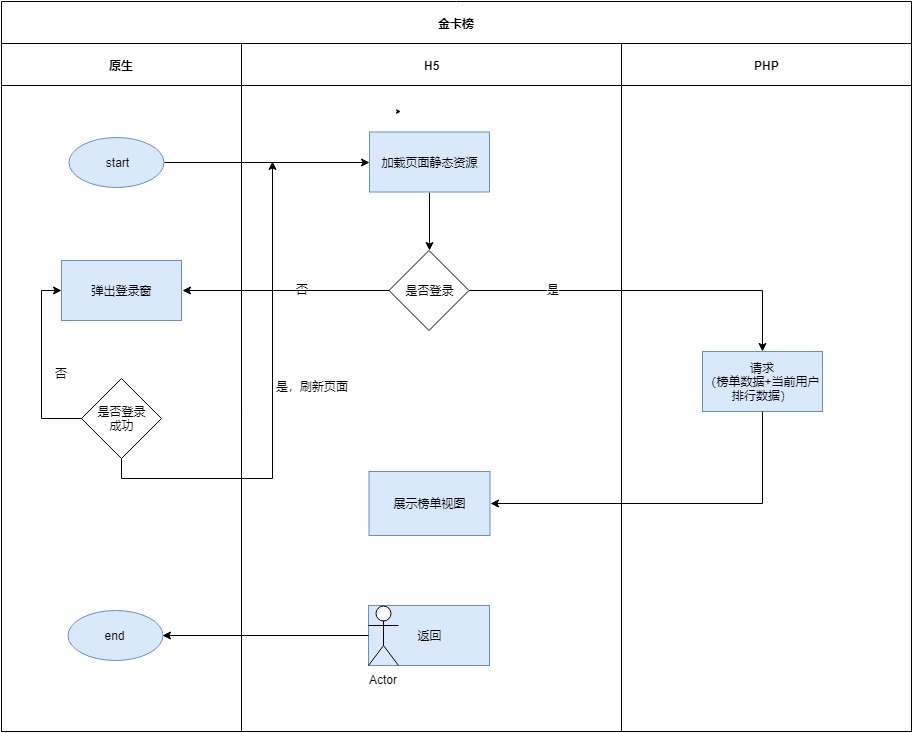 金卡榜
原生
H5
PHP
start
加载页面静态资源
弹出登录窗
否
是否登录
是
请求
（榜单数据+当前用户
排行数据）
否
是，刷新页面
是否登录
成功
展示榜单视图
end
返回
Actor